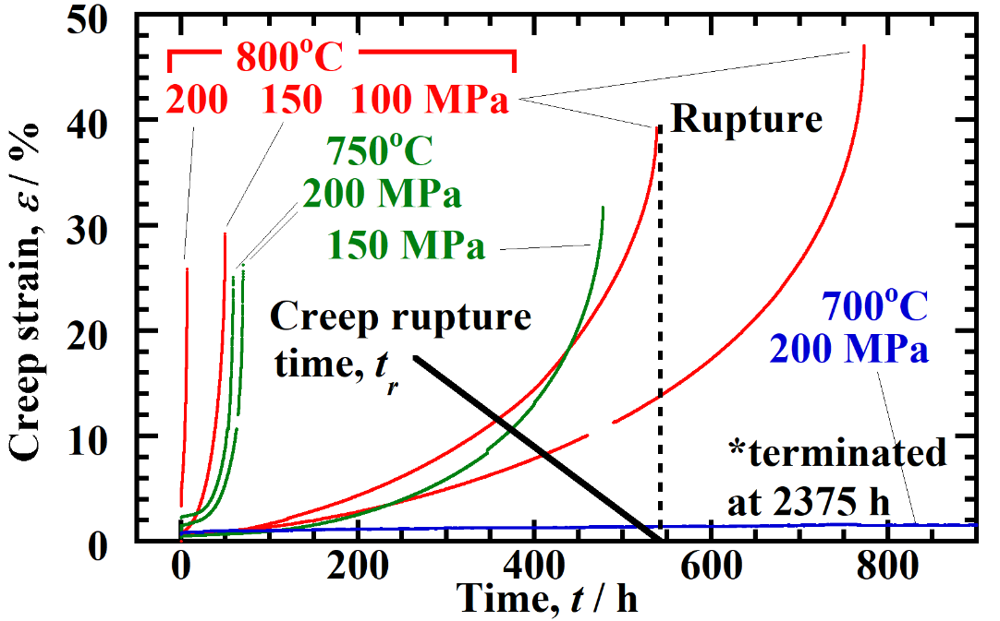 50
40
30
20
10
0
Creep strain, ε / %
800°C
200 150 100 MPa
750°C
200 MPa
150 MPa
Rupture
Creep rupture
time, tr
700°C
200 MPa
*terminated
at 2375 h
0 200 400 600 800
Time, t / h